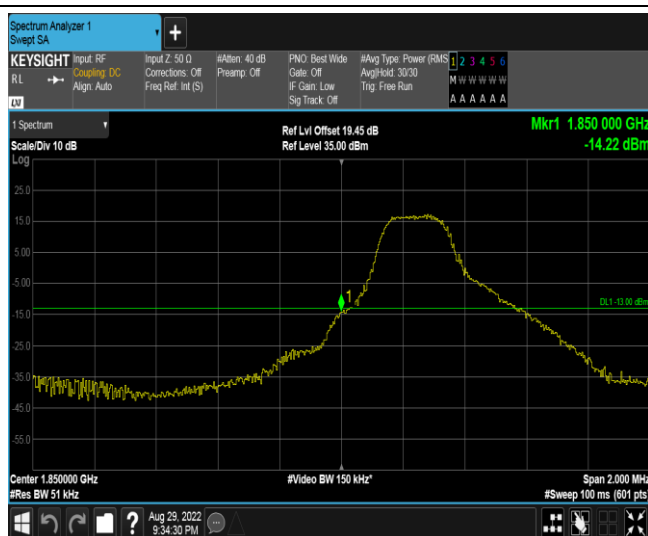 Spectrum Analyzer 1
Swept SA
+
KEYSIGHT
RL
Input: RF
Coupling: DC
Align: Auto
Input Z: 50 Ω
Corrections: Off
Freq Ref: Int (S)
#Atten: 40 dB
Preamp: Off
PNO: Best Wide
Gate: Off
IF Gain: Low
Sig Track: Off
#Avg Type: Power (RMS
Avg|Hold: 30/30
Trig: Free Run
1 2 3 4 5 6
M W W W W W
A A A A A A
1 Spectrum
Scale/Div 10 dB
Log
Ref Lvl Offset 19.45 dB
Ref Level 35.00 dBm
Mkr1 1.850 000 GHz
-14.22 dBm
25.0
15.0
5.00
-5.00
1
DL1 -13.00 dBm
-15.0
-25.0
-35.0
-45.0
-55.0
Center 1.850000 GHz
#Video BW 150 kHz*
Span 2.000 MHz
#Res BW 51 kHz
#Sweep 100 ms (601 pts)
?
Aug 29, 2022
9:34:30 PM